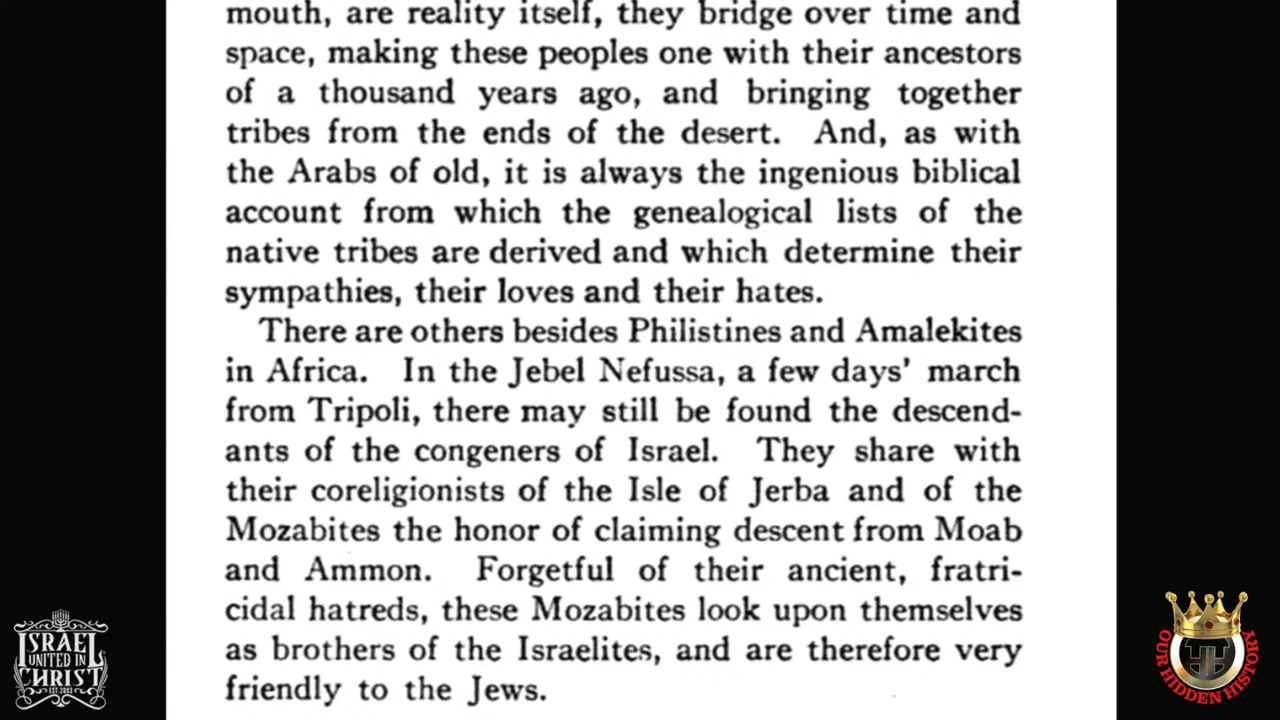 mouth, are reality itself, they bridge over time and
space, making these peoples one with their ancestors
of a thousand years ago, and bringing together
tribes from the ends of the desert. And, as with
the Arabs of old, it is always the ingenious biblical
account from which the genealogical lists of the
native tribes are derived and which determine their
sympathies, their loves and their hates.
There are others besides Philistines and Amalekites
in Africa. In the Jebel Nefussa, a few days' march
from Tripoli, there may still be found the descend-
ants of the congeners of Israel. They share with
their coreligionists of the Isle of Jerba and of the
Mozabites the honor of claiming descent from Moab
and Ammon. Forgetful of their ancient, fratri-
cidal hatreds, these Mozabites look upon themselves
as brothers of the Israelites, and are therefore very
friendly to the Jews.
ISRAEL
UNITED IN
CHRIST
EST. 2003
OUR HIDDEN HISTORY